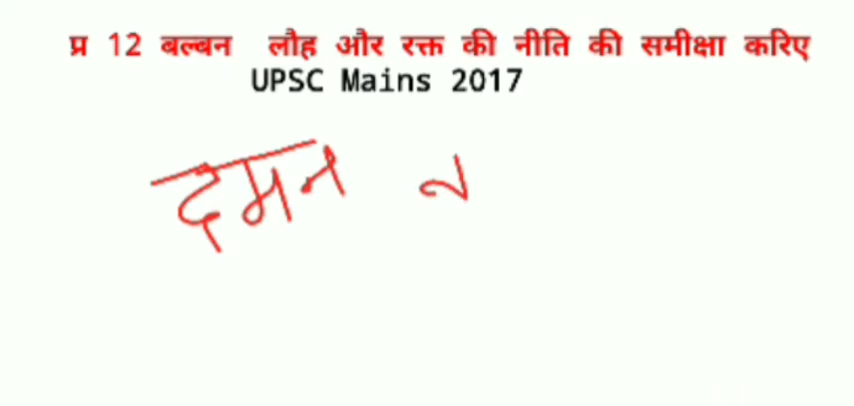 प्र 12 बल्बन लौह और रक्त की नीति की समीक्षा करिए
UPSC Mains 2017
दमन